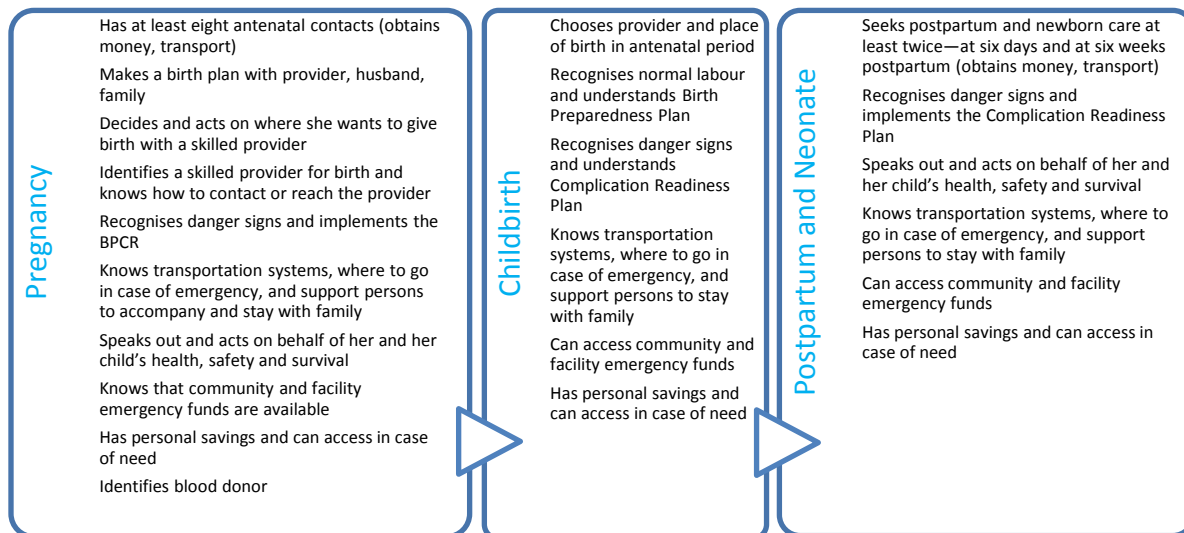 Pregnancy
Has at least eight antenatal contacts (obtains
money, transport)
Makes a birth plan with provider, husband,
family
Decides and acts on where she wants to give
birth with a skilled provider
Identifies a skilled provider for birth and
knows how to contact or reach the provider
Recognises danger signs and implements the
BPCR
Knows transportation systems, where to go
in case of emergency, and support persons
to accompany and stay with family
Speaks out and acts on behalf of her and her
child’s health, safety and survival
Knows that community and facility
emergency funds are available
Has personal savings and can access in case
of need
Identifies blood donor
Childbirth
Chooses provider and place
of birth in antenatal period
Recognises normal labour
and understands Birth
Preparedness Plan
Recognises danger signs
and understands
Complication Readiness
Plan
Knows transportation
systems, where to go in
case of emergency, and
support persons to stay
with family
Can access community and
facility emergency funds
Has personal savings and
can access in case of need
Postpartum and Neonate
Seeks postpartum and newborn care at
least twice—at six days and at six weeks
postpartum (obtains money, transport)
Recognises danger signs and
implements the Complication Readiness
Plan
Speaks out and acts on behalf of her and
her child’s health, safety and survival
Knows transportation systems, where to
go in case of emergency, and support
persons to stay with family
Can access community and facility
emergency funds
Has personal savings and can access in
case of need